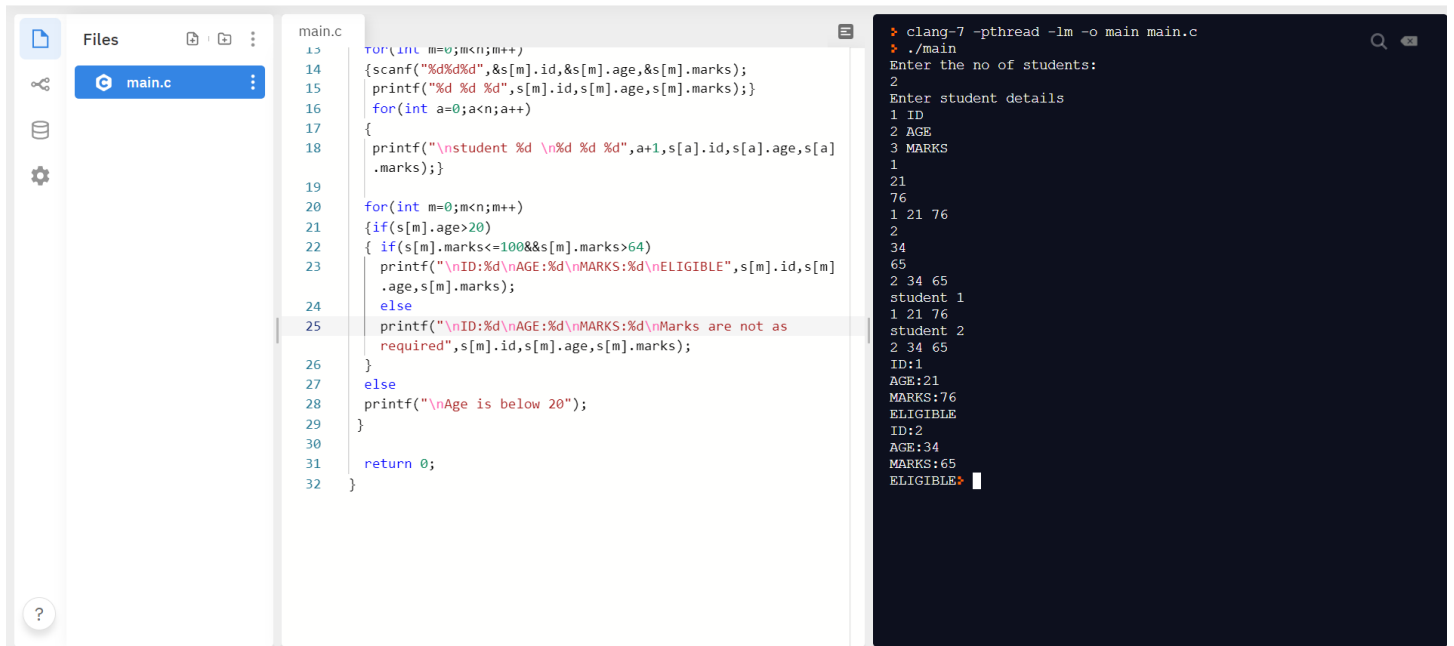 Files
main.c
main.c
13 for(int m=0;m<n;m++)
14 {scanf("%d%d%d",&s[m].id,&s[m].age,&s[m].marks);
15 printf("%d %d %d",s[m].id,s[m].age,s[m].marks);}
16 for(int a=0;a<n;a++)
17 {
18 printf("\nstudent %d \n%d %d %d",a+1,s[a].id,s[a].age,s[a]
.marks);}
19
20 for(int m=0;m<n;m++)
21 {if(s[m].age>20)
22 { if(s[m].marks<=100&&s[m].marks>64)
23 printf("\nID:%d\nAGE:%d\nMARKS:%d\nELIGIBLE",s[m].id,s[m]
.age,s[m].marks);
24 else
25 printf("\nID:%d\nAGE:%d\nMARKS:%d\nMarks are not as
required",s[m].id,s[m].age,s[m].marks);
26 }
27 else
28 printf("\nAge is below 20");
29 }
30
31 return 0;
32 }
clang-7 -pthread -lm -o main main.c
./main
Enter the no of students:
2
Enter student details
1 ID
2 AGE
3 MARKS
1
21
76
1 21 76
2
34
65
2 34 65
student 1
1 21 76
student 2
2 34 65
ID:1
AGE:21
MARKS:76
ELIGIBLE
ID:2
AGE:34
MARKS:65
ELIGIBLE
?